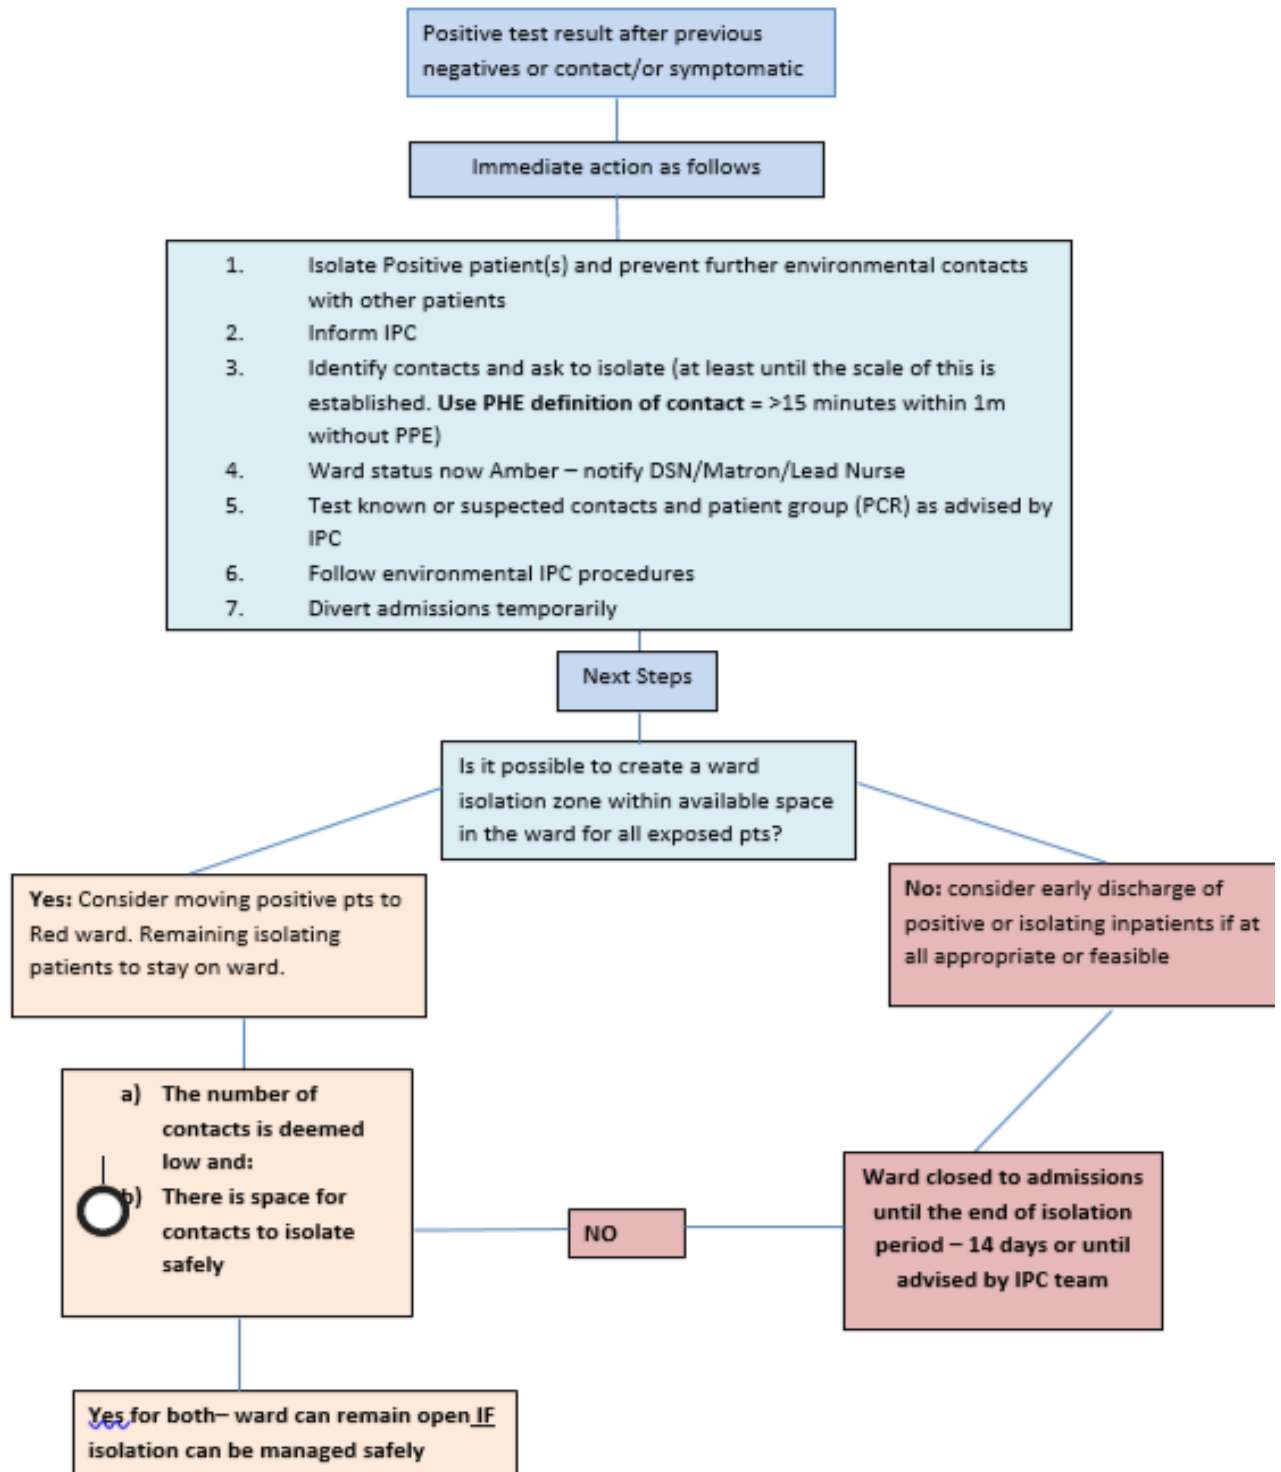 Positive test result after previous
negatives or contact/or symptomatic
Immediate action as follows
1. Isolate Positive patient(s) and prevent further environmental contacts
with other patients
2. Inform IPC
3. Identify contacts and ask to isolate (at least until the scale of this is
established. Use PHE definition of contact = >15 minutes within 1m
without PPE)
4. Ward status now Amber – notify DSN/Matron/Lead Nurse
5. Test known or suspected contacts and patient group (PCR) as advised by
IPC
6. Follow environmental IPC procedures
7. Divert admissions temporarily
Next Steps
Is it possible to create a ward
isolation zone within available space
in the ward for all exposed pts?
Yes: Consider moving positive pts to
Red ward. Remaining isolating
patients to stay on ward.
No: consider early discharge of
positive or isolating inpatients if at
all appropriate or feasible
a) The number of
contacts is deemed
low and:
b) There is space for
contacts to isolate
safely
NO
Ward closed to admissions
until the end of isolation
period – 14 days or until
advised by IPC team
Yes for both– ward can remain open IF
isolation can be managed safely